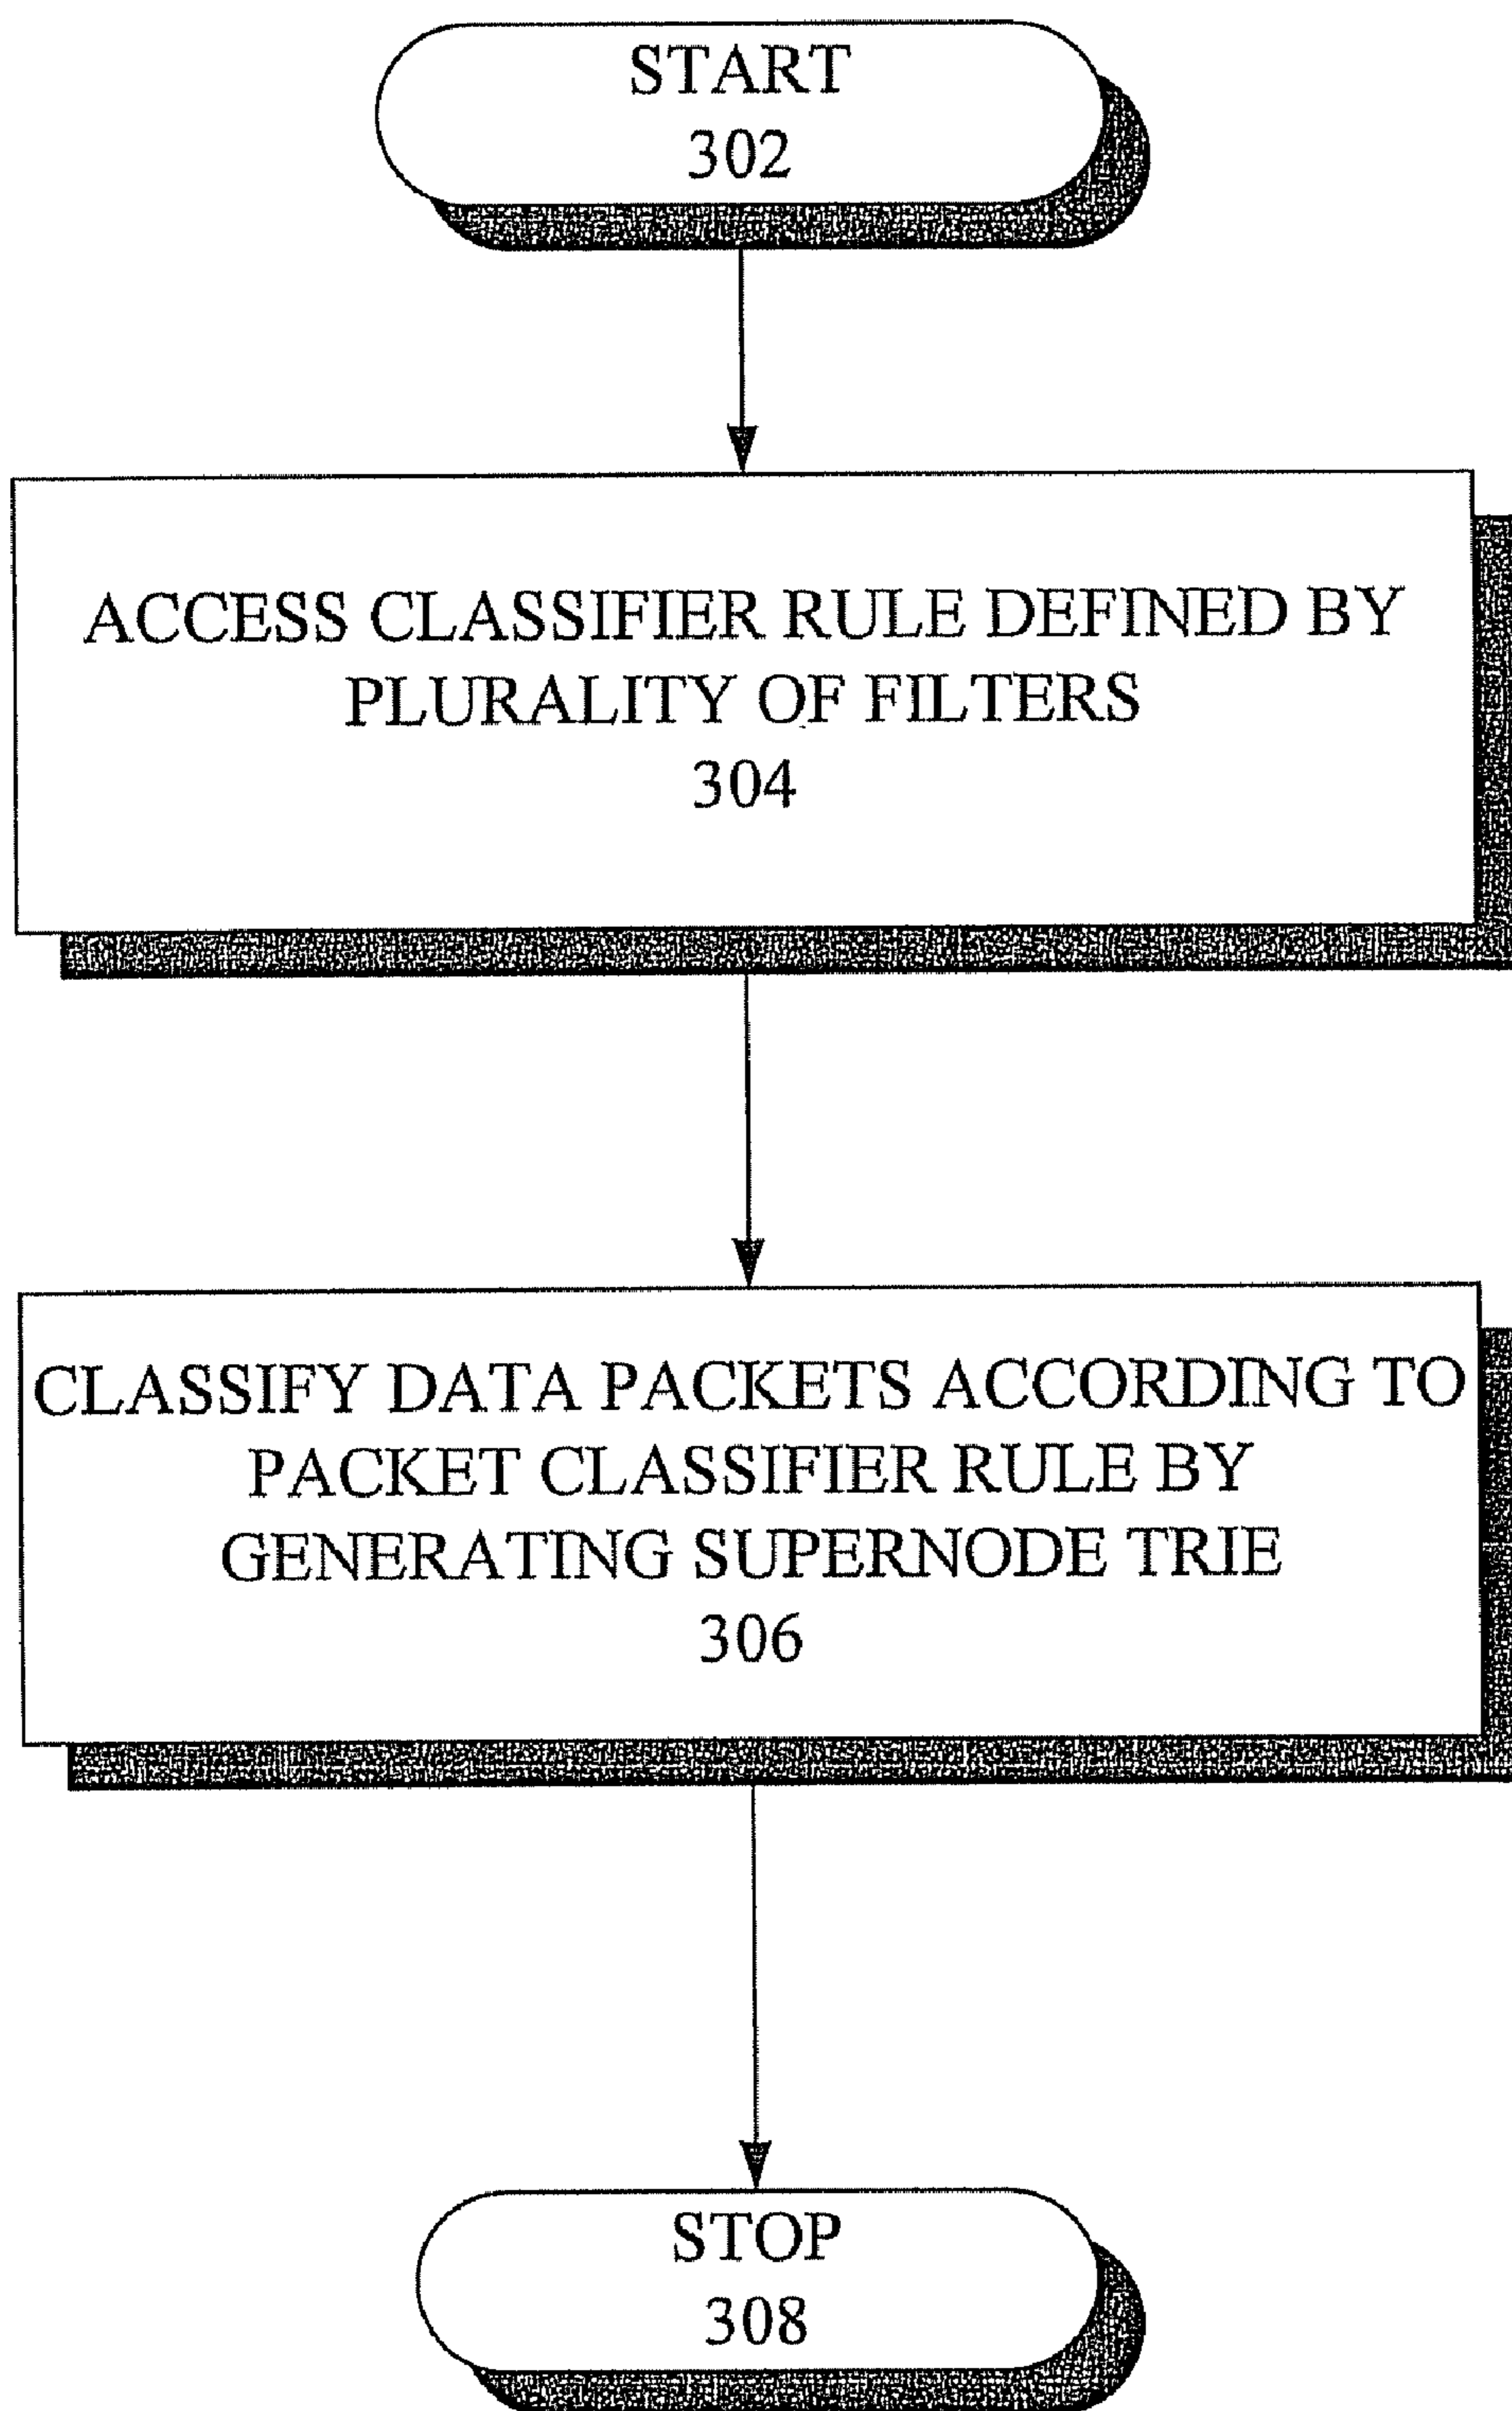 START
302
ACCESS CLASSIFIER RULE DEFINED BY
PLURALITY OF FILTERS
304
CLASSIFY DATA PACKETS ACCORDING TO
PACKET CLASSIFIER RULE BY
GENERATING SUPERNODE TRIE
306
STOP
308